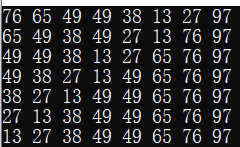 76 65 49 49 38 13 27 97
65 49 38 49 27 13 76 97
49 49 38 13 27 65 76 97
49 38 27 13 49 65 76 97
38 27 13 49 49 65 76 97
27 13 38 49 49 65 76 97
13 27 38 49 49 65 76 97